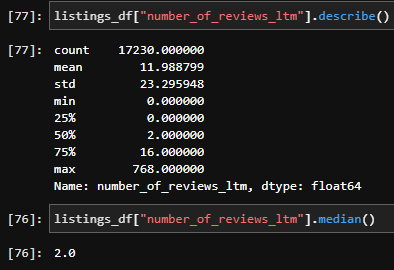 [77]: listings_df["number_of_reviews_ltm"].describe()
[77]: count    17230.000000
mean        11.988799
std         23.295948
min          0.000000
25%          0.000000
50%          2.000000
75%         16.000000
max        768.000000
Name: number_of_reviews_ltm, dtype: float64
[76]: listings_df["number_of_reviews_ltm"].median()
[76]: 2.0